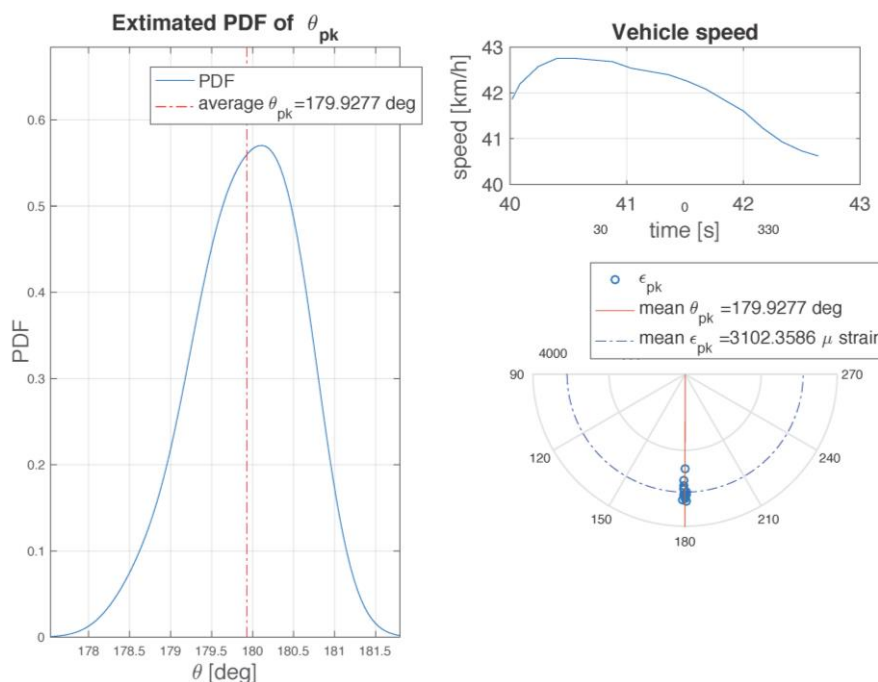 Extimated PDF of θpk
PDF
average θpk=179.9277 deg
0.6
0.5
0.4
0.3
0.2
0.1
0
PDF
178 178.5 179 179.5 180 180.5 181 181.5
θ [deg]
Vehicle speed
43
42
41
40
speed [km/h]
40 41 42 43
time [s]
0
30 330
ϵpk
mean θpk=179.9277 deg
mean ϵpk=3102.3586 μ strain
4000
90 270
120 240
150 210
180